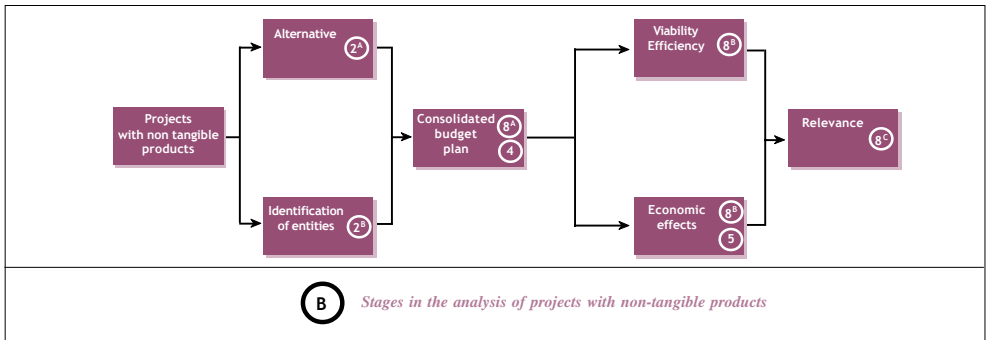 Projects
with non tangible
products
Alternative
2A
Identification
of entities
2B
Consolidated
budget
plan
8A
4
Viability
Efficiency
8B
Economic
effects
8B
5
Relevance
8C
B
Stages in the analysis of projects with non-tangible products